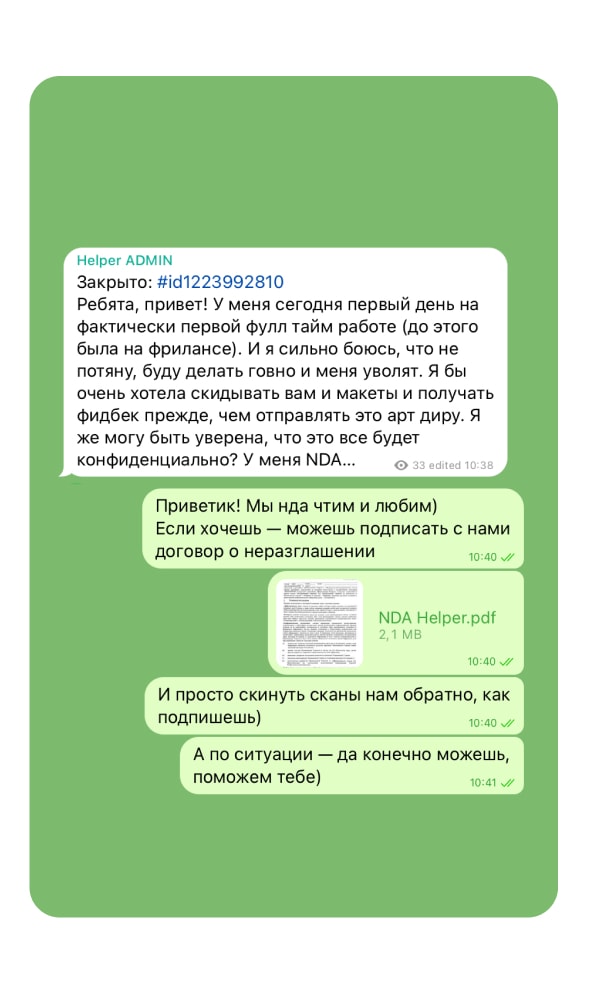 Helper ADMIN
Закрыто: #id1223992810
Ребята, привет! У меня сегодня первый день на
фактически первой фулл тайм работе (до этого
была на фрилансе). И я сильно боюсь, что не
потяну, буду делать говно и меня уволят. Я бы
очень хотела скидывать вам и макеты и получать
фидбек прежде, чем отправлять это арт диру. Я
же могу быть уверена, что это все будет
конфиденциально? У меня NDA...
33 edited 10:38
Приветик! Мы нда чтим и любим)
Если хочешь — можешь подписать с нами
договор о неразглашении
10:40
NDA Helper.pdf
2,1 MB
10:40
И просто скинуть сканы нам обратно, как
подпишешь)
10:40
А по ситуации — да конечно можешь,
поможем тебе)
10:41